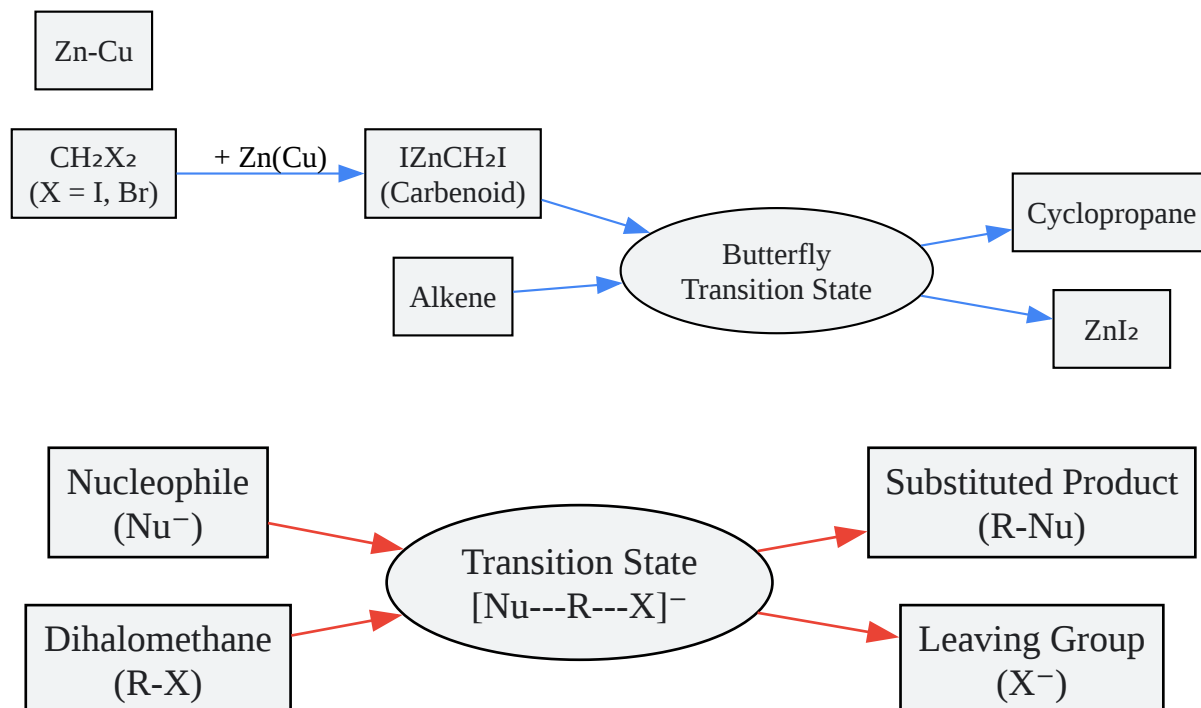 Zn-Cu
CH₂X₂
(X = I, Br)
+ Zn(Cu)
IZnCH₂I
(Carbenoid)
Alkene
Butterfly
Transition State
Cyclopropane
ZnI₂
Nucleophile
(Nu⁻)
Dihalomethane
(R-X)
Transition State
[Nu---R---X]⁻
Substituted Product
(R-Nu)
Leaving Group
(X⁻)